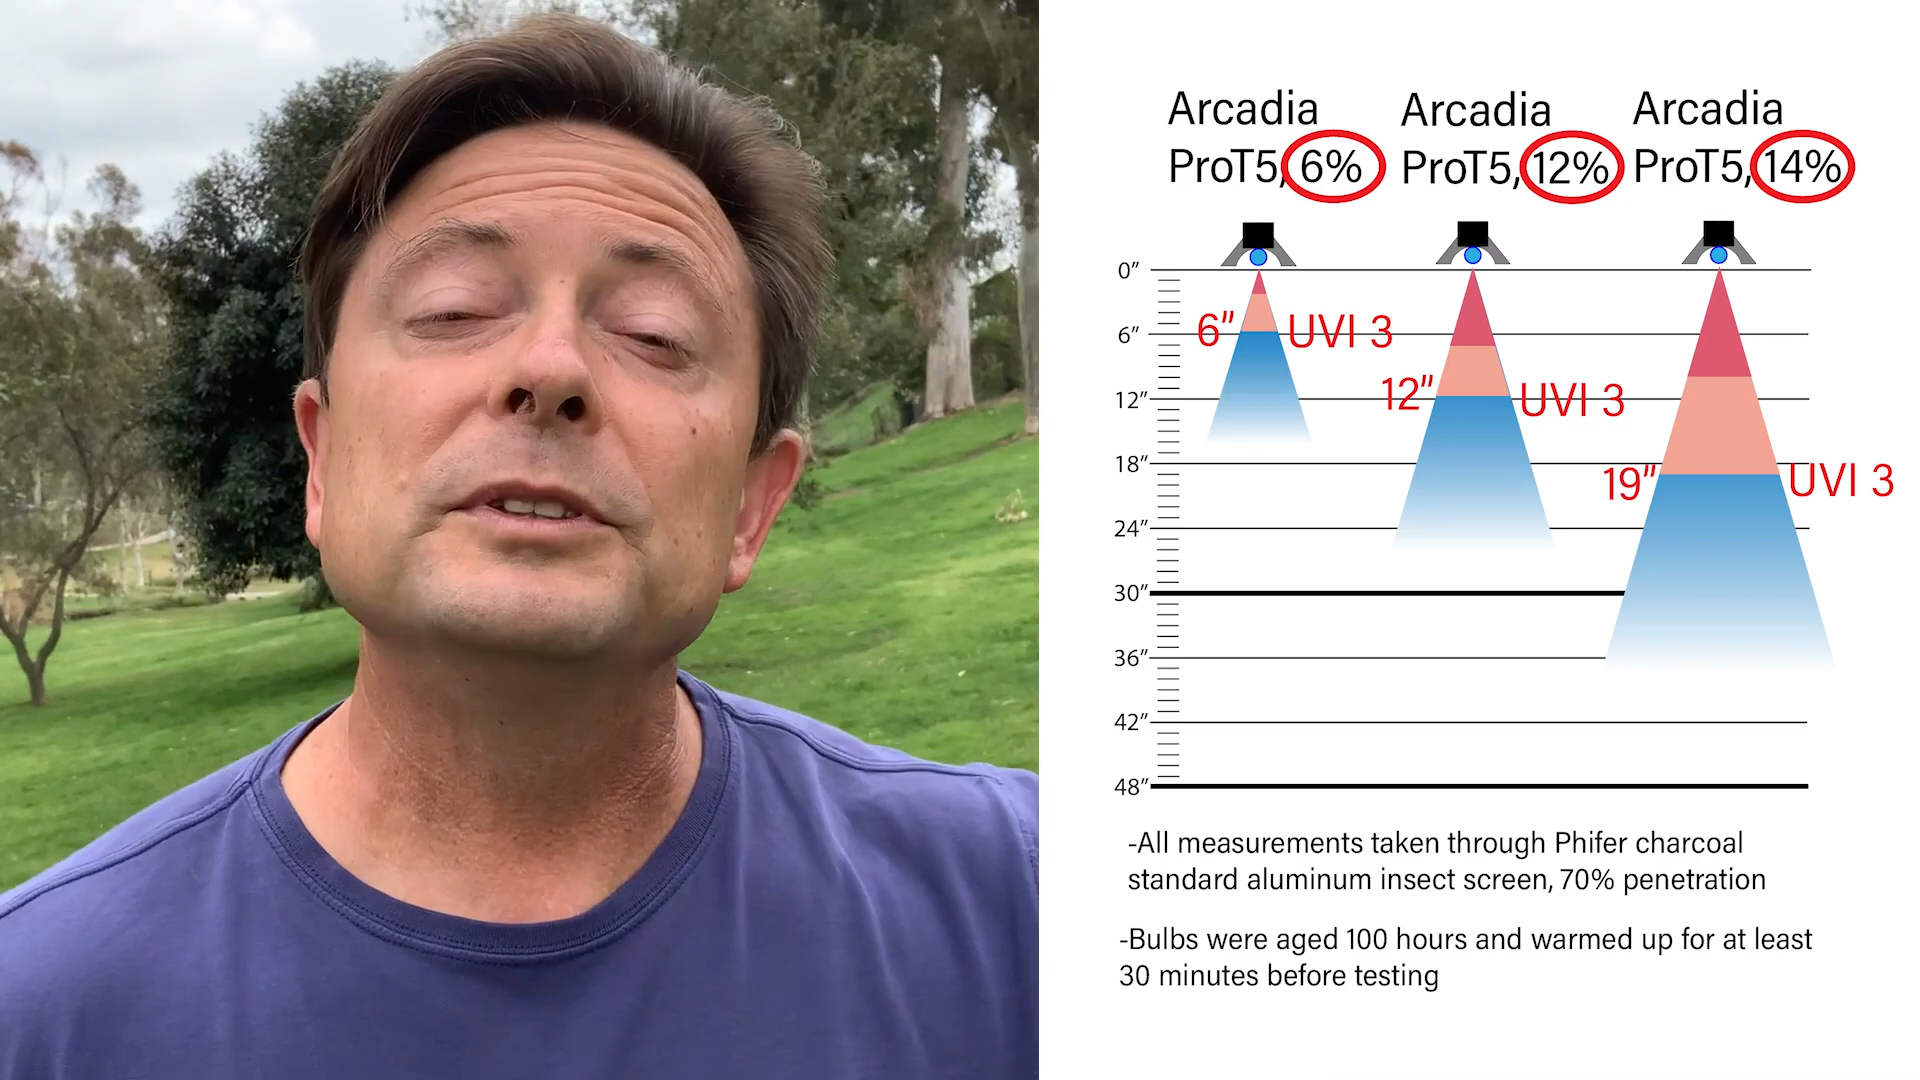 Arcadia
ProT5, 6%
Arcadia
ProT5, 12%
Arcadia
ProT5, 14%
0"
6"
12"
18"
24"
30"
36"
42"
48"
6" UVI 3
12" UVI 3
19" UVI 3
-All measurements taken through Phifer charcoal
standard aluminum insect screen, 70% penetration
-Bulbs were aged 100 hours and warmed up for at least
30 minutes before testing